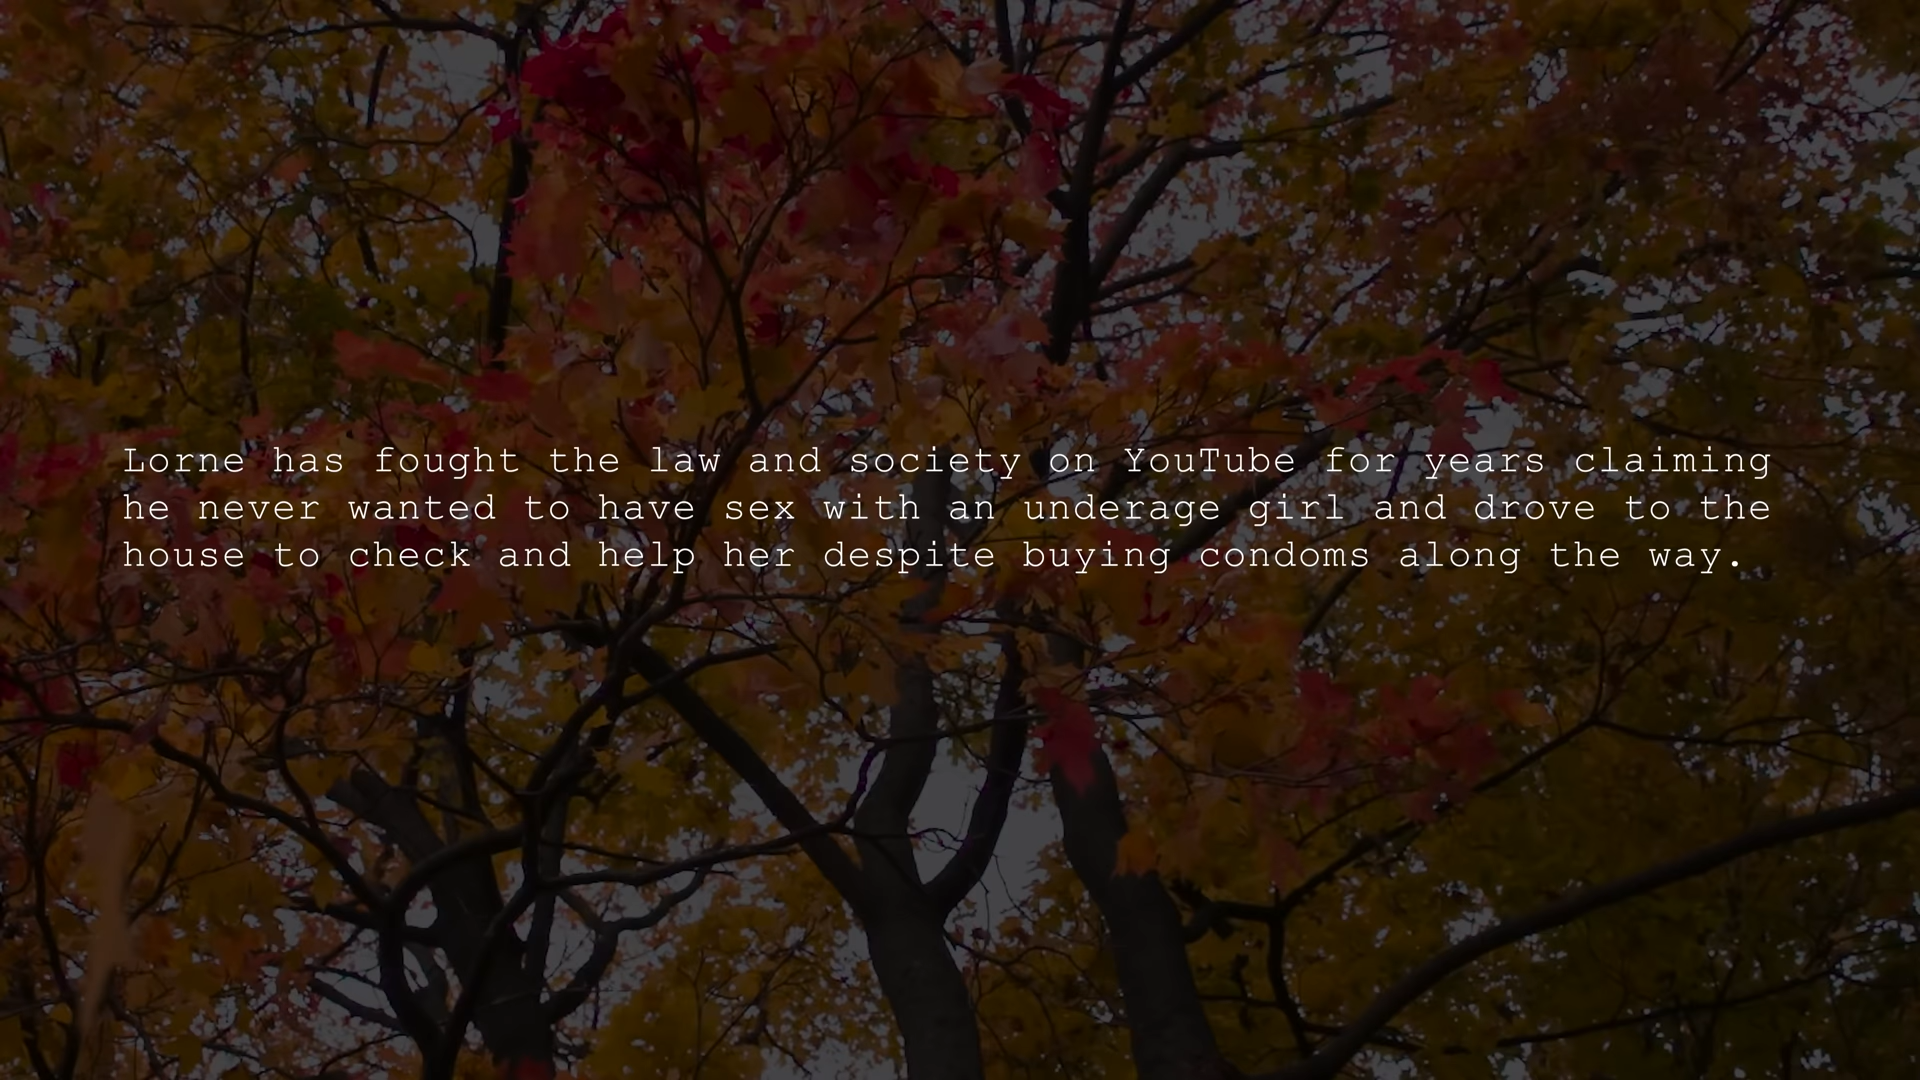 Lorne has fought the law and society on YouTube for years claiming
he never wanted to have sex with an underage girl and drove to the
house to check and help her despite buying condoms along the way.